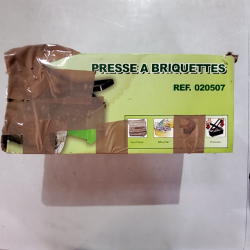 PRESSE A BRIQUETTES
REF. 020507